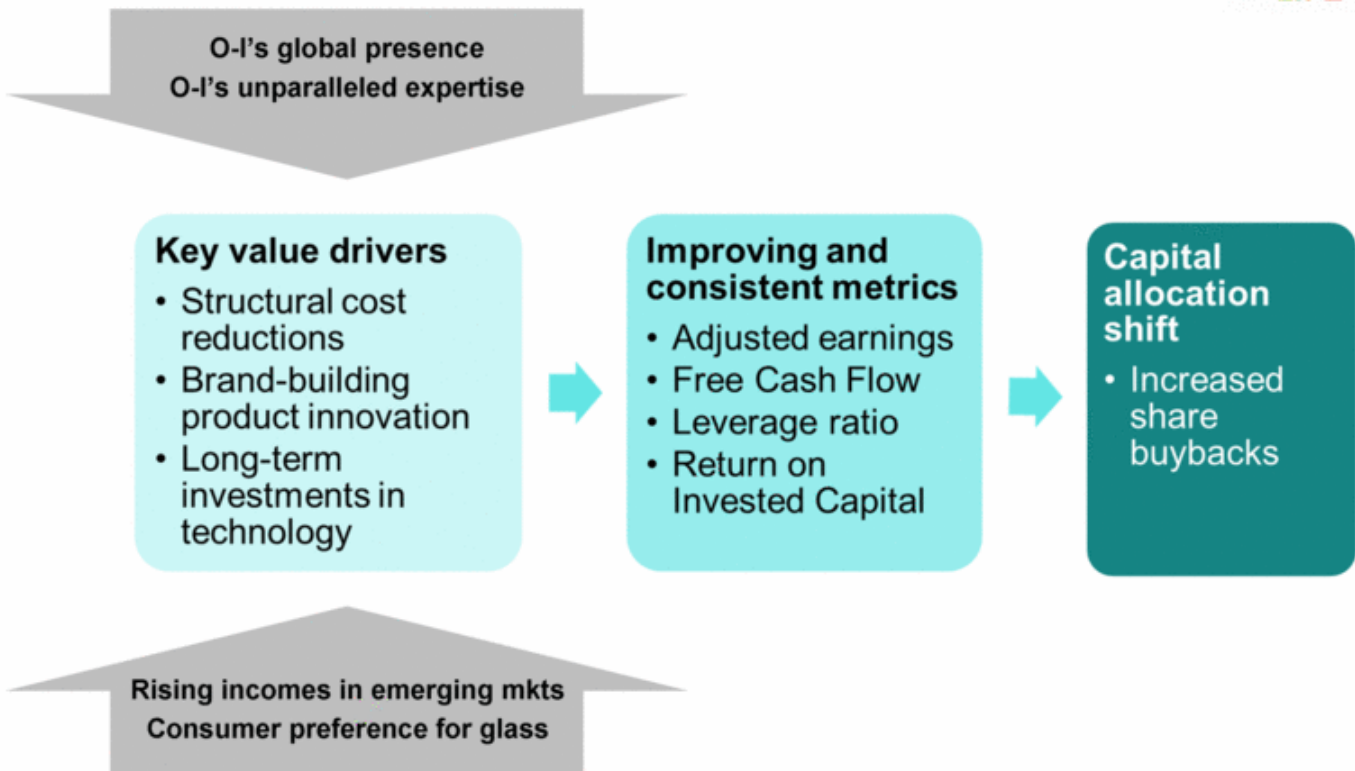 O-I's global presence
O-I's unparalleled expertise
Key value drivers
• Structural cost
reductions
• Brand-building
product innovation
• Long-term
investments in
technology
Improving and
consistent metrics
• Adjusted earnings
• Free Cash Flow
• Leverage ratio
• Return on
Invested Capital
Capital
allocation
shift
• Increased
share
buybacks
Rising incomes in emerging mkts
Consumer preference for glass